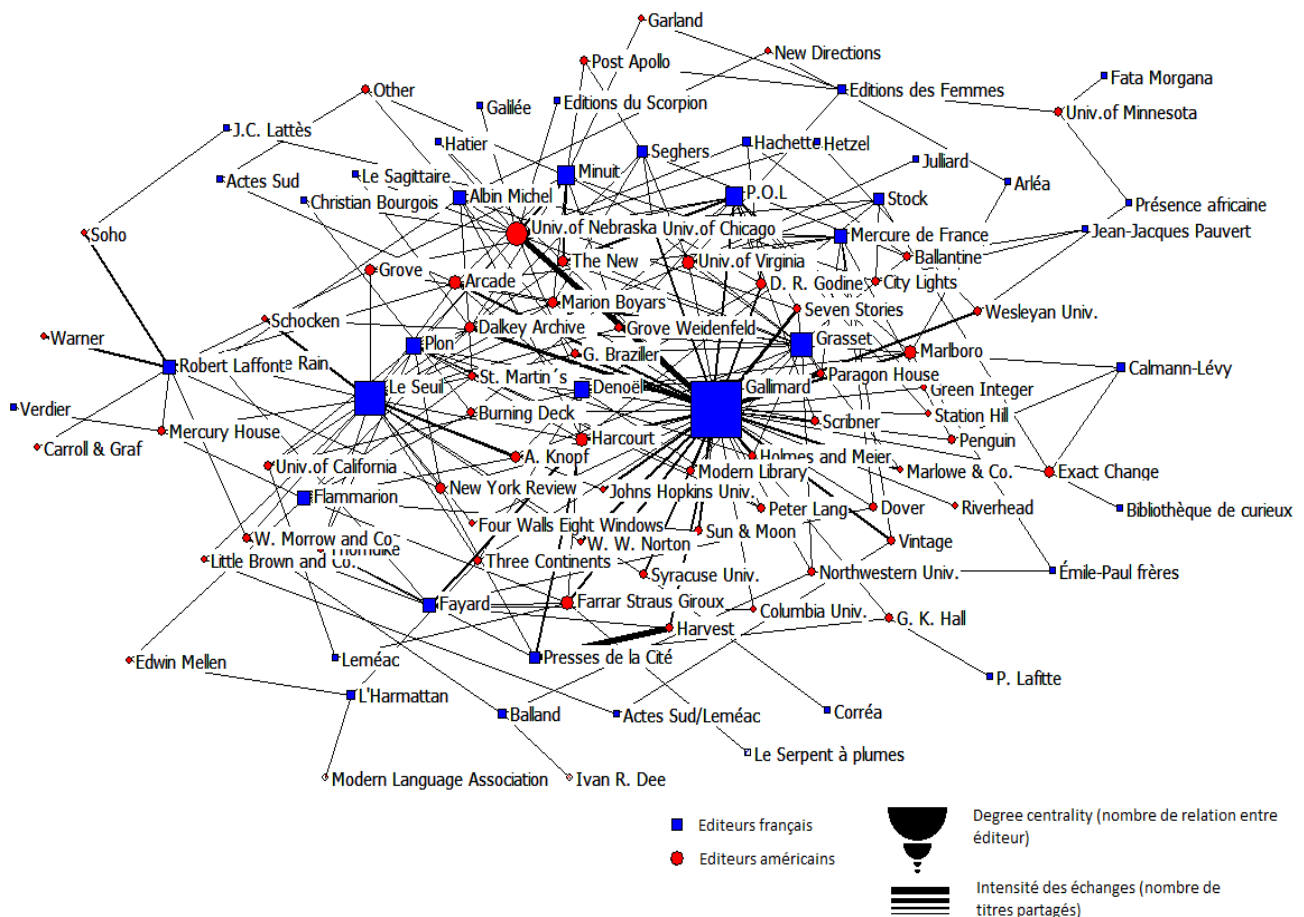 Garland
New Directions
Post Apollo
Fata Morgana
Other
Editions des Femmes
Galilée
Editions du Scorpion
Univ.of Minnesota
J.C. Lattès
Hatier
Hachette
Hetzel
Seghers
Julliard
Le Sagittaire
Minuit
Actes Sud
Albin Michel
P.O.L
Arléa
Christian Bourgois
Stock
Présence africaine
Soho
Univ.of Nebraska
Univ.of Chicago
Mercure de France
Jean-Jacques Pauvert
Grove
The New
Univ.of Virginia
Ballantine
Arcade
D. R. Godine
City Lights
Marion Boyars
Seven Stories
Wesleyan Univ.
Schocken
Dalkey Archive
Grove Weidenfeld
Warner
Plon
Grasset
G. Braziller
Marlboro
Robert Laffont
e Rain
St. Martin´s
Paragon House
Calmann-Lévy
Le Seuil
Denoël
Gallimard
Green Integer
Verdier
Burning Deck
Station Hill
Mercury House
Scribner
Carroll & Graf
Harcourt
Penguin
A. Knopf
Holmes and Meier
Univ.of California
Modern Library
Marlowe & Co.
Exact Change
Flammarion
New York Review
Johns Hopkins Univ.
Peter Lang
Dover
Riverhead
Bibliothèque de curieux
Four Walls Eight Windows
Sun & Moon
W. Morrow and Co
W. W. Norton
Vintage
Thorndike
Little Brown and Co.
Three Continents
Syracuse Univ.
Northwestern Univ.
Émile-Paul frères
Fayard
Farrar Straus Giroux
Columbia Univ.
G. K. Hall
Harvest
Edwin Mellen
Leméac
Presses de la Cité
P. Lafitte
L'Harmattan
Balland
Actes Sud/Leméac
Corréa
Le Serpent à plumes
Modern Language Association
Ivan R. Dee
Editeurs français
Editeurs américains
Degree centrality (nombre de relation entre
éditeur)
Intensité des échanges (nombre de
titres partagés)